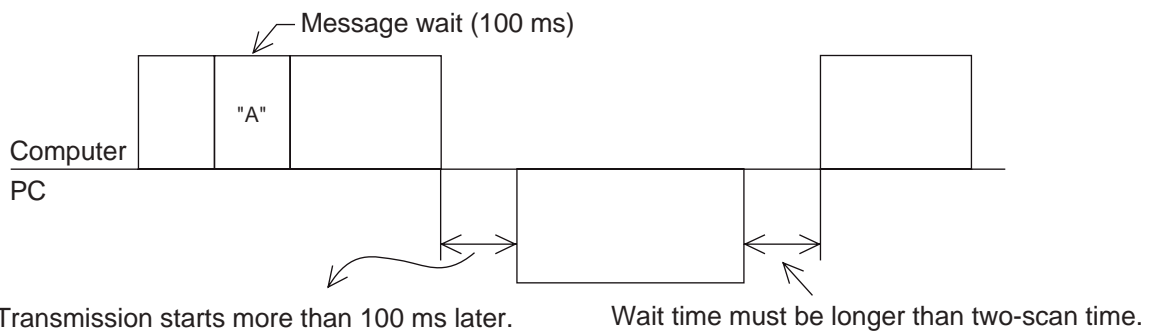 Message wait (100 ms)
"A"
Computer
PC
Transmission starts more than 100 ms later.
Wait time must be longer than two-scan time.